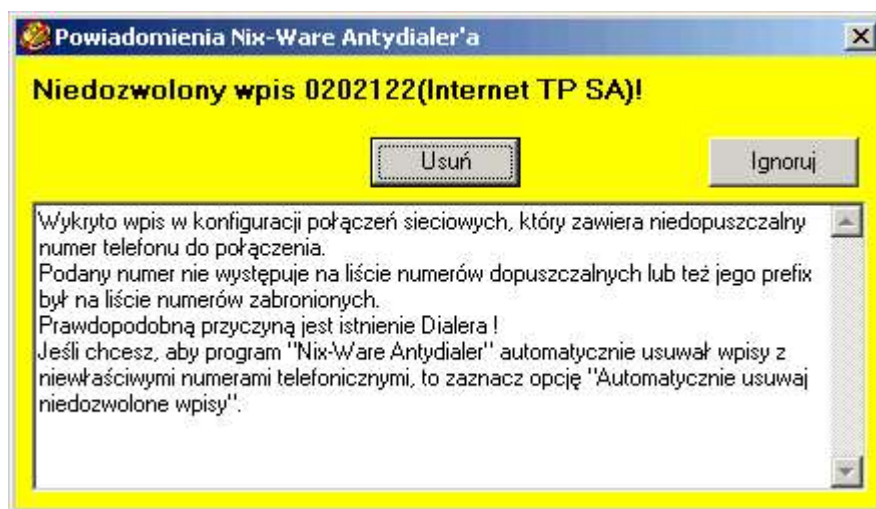 Powiadomienia Nix-Ware Antydialer'a
Niedozwolony wpis 0202122(Internet TP SA)!
Usuń
Ignoruj
Wykryto wpis w konfiguracji połączeń sieciowych, który zawiera niedopuszczalny
numer telefonu do połączenia.
Podany numer nie występuje na liście numerów dopuszczalnych lub też jego prefix
był na liście numerów zabronionych.
Prawdopodobną przyczyną jest istnienie Dialera !
Jeśli chcesz, aby program "Nix-Ware Antydialer" automatycznie usuwał wpisy z
niewłaściwymi numerami telefonicznymi, to zaznacz opcję "Automatycznie usuwaj
niedozwolone wpisy".